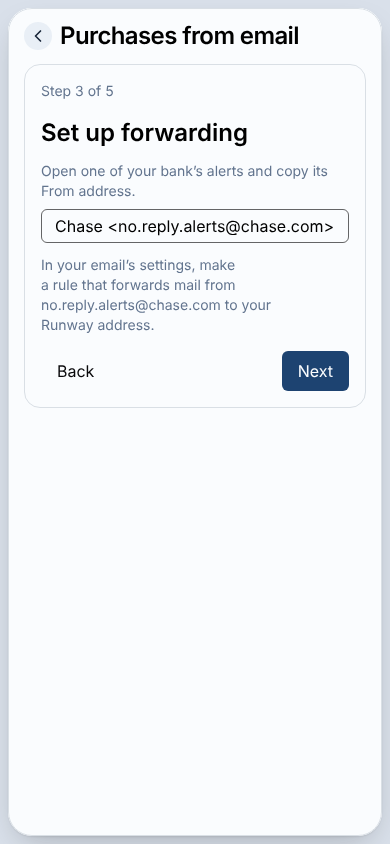 Purchases from email
Step 3 of 5
Set up forwarding
Open one of your bank’s alerts and copy its
From address.
Chase <no.reply.alerts@chase.com>
In your email’s settings, make
a rule that forwards mail from
no.reply.alerts@chase.com to your
Runway address.
Back
Next